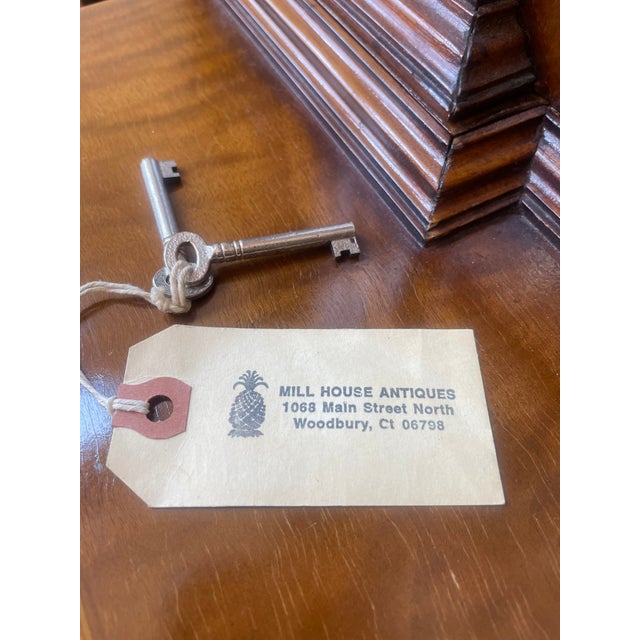 MILL HOUSE ANTIQUES
1068 Main Street North
Woodbury, Ct 06798